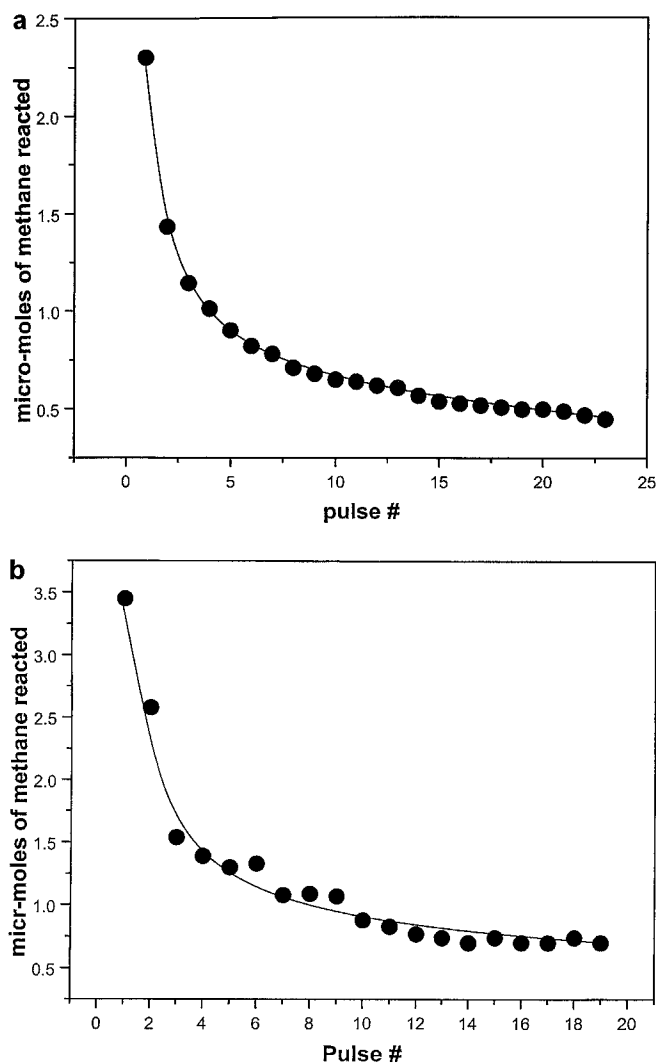 a
2.5
2.0
1.5
1.0
0.5
micro-moles of methane reacted
0 5 10 15 20 25
pulse #
b
3.5
3.0
2.5
2.0
1.5
1.0
0.5
micr-moles of methane reacted
0 2 4 6 8 10 12 14 16 18 20
Pulse #